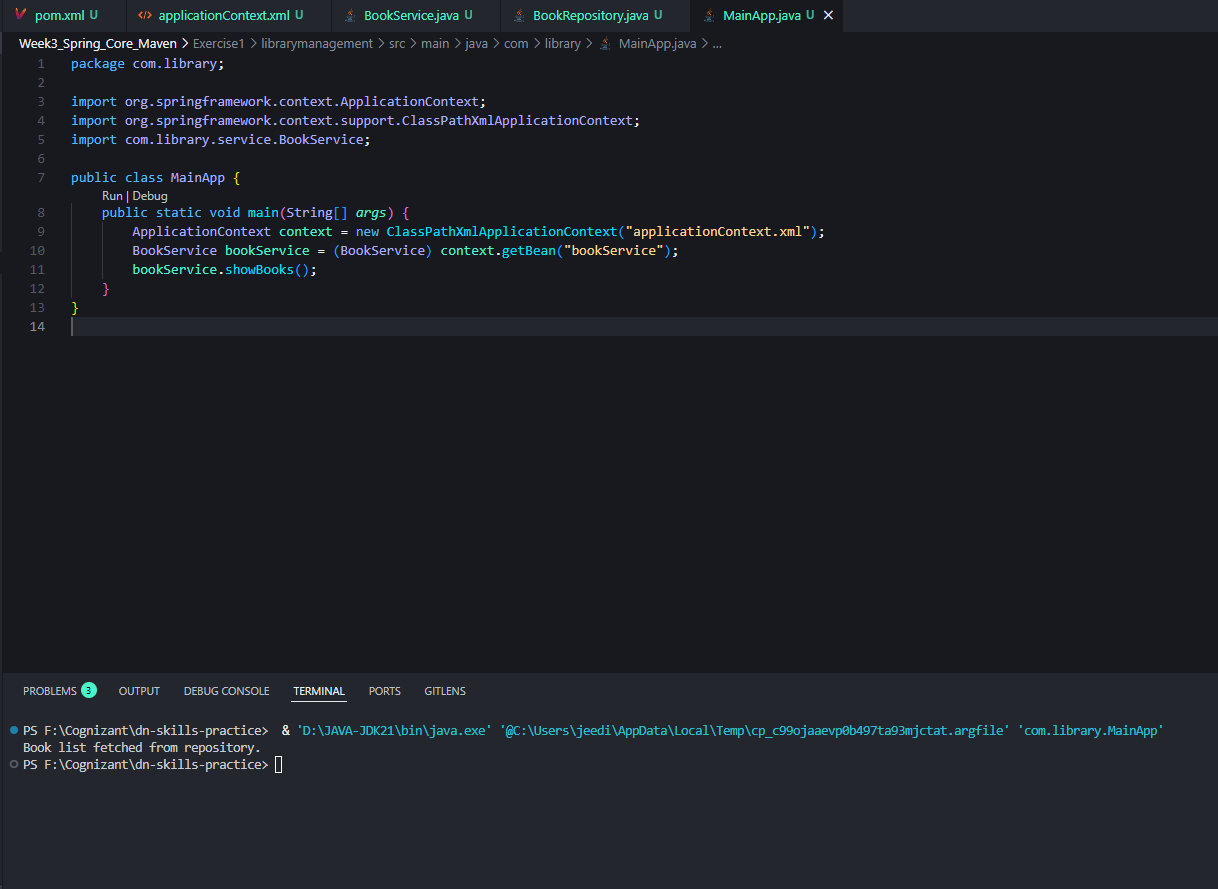 pom.xml U applicationContext.xml U BookService.java U BookRepository.java U MainApp.java U
Week3_Spring_Core_Maven > Exercise1 > librarymanagement > src > main > java > com > library > MainApp.java > ...
1 package com.library;
2
3 import org.springframework.context.ApplicationContext;
4 import org.springframework.context.support.ClassPathXmlApplicationContext;
5 import com.library.service.BookService;
6
7 public class MainApp {
Run | Debug
8 public static void main(String[] args) {
9 ApplicationContext context = new ClassPathXmlApplicationContext("applicationContext.xml");
10 BookService bookService = (BookService) context.getBean("bookService");
11 bookService.showBooks();
12 }
13 }
14
PROBLEMS 3 OUTPUT DEBUG CONSOLE TERMINAL PORTS GITLENS
PS F:\Cognizant\dn-skills-practice> & 'D:\JAVA-JDK21\bin\java.exe' '@C:\Users\jeedi\AppData\Local\Temp\cp_c99ojaaevp0b497ta93mjctat.argfile' 'com.library.MainApp'
Book list fetched from repository.
PS F:\Cognizant\dn-skills-practice>